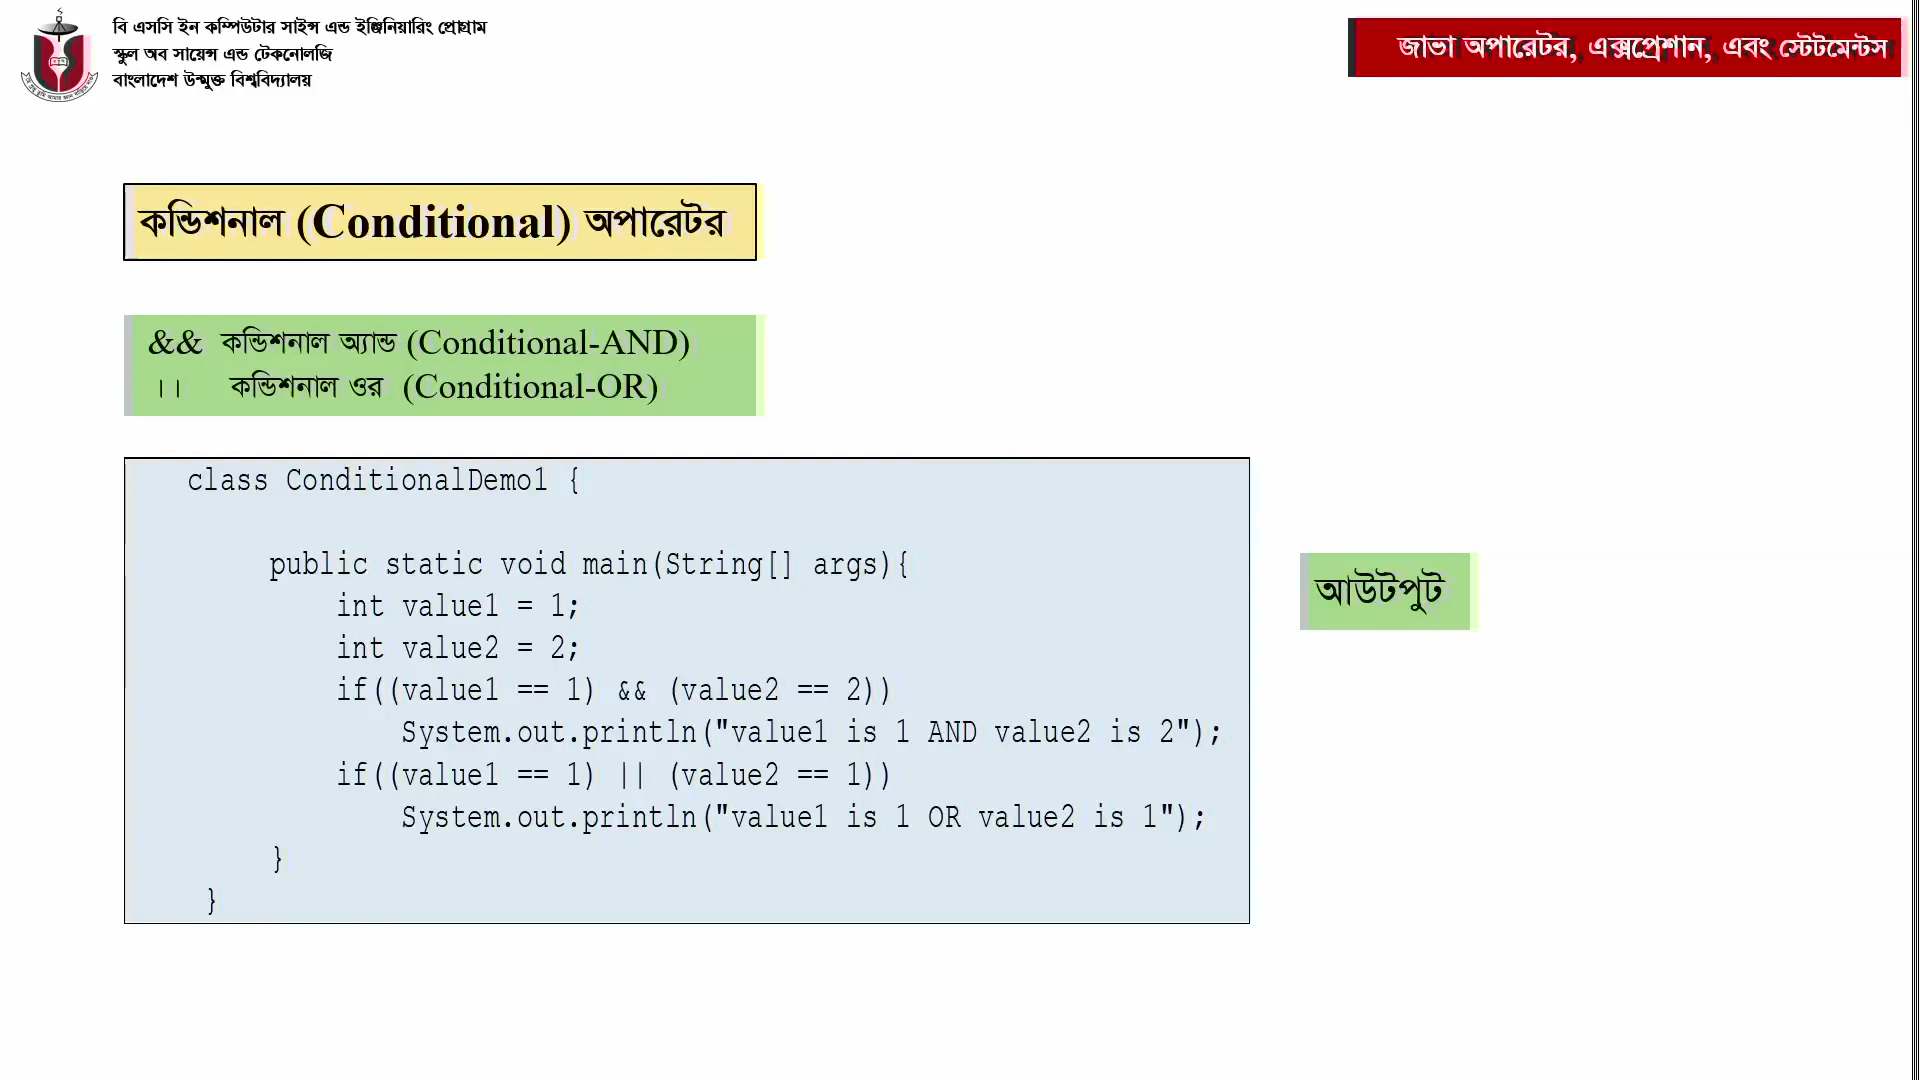 বি এসসি ইন কম্পিউটার সাইন্স এন্ড ইঞ্জিনিয়ারিং প্রোগ্রাম
স্কুল অব সায়েন্স এন্ড টেকনোলজি
বাংলাদেশ উন্মুক্ত বিশ্ববিদ্যালয়
জাভা অপারেটর, এক্সপ্রেশান, এবং স্টেটমেন্টস
কন্ডিশনাল (Conditional) অপারেটর
&& কন্ডিশনাল অ্যান্ড (Conditional-AND)
।। কন্ডিশনাল ওর (Conditional-OR)
class ConditionalDemo1 {
public static void main(String[] args){
int value1 = 1;
int value2 = 2;
if((value1 == 1) && (value2 == 2))
System.out.println("value1 is 1 AND value2 is 2");
if((value1 == 1) || (value2 == 1))
System.out.println("value1 is 1 OR value2 is 1");
}
}
আউটপুট